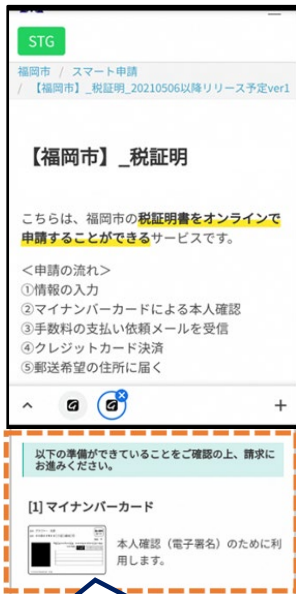 STG
福岡市 / スマート申請
/ 【福岡市】_税証明_20210506以降リリース予定ver1
【福岡市】_税証明
こちらは、福岡市の税証明書をオンラインで
申請することができるサービスです。
＜申請の流れ＞
①情報の入力
②マイナンバーカードによる本人確認
③手数料の支払い依頼メールを受信
④クレジットカード決済
⑤郵送希望の住所に届く
以下の準備ができていることをご確認の上、請求に
お進みください。
[1] マイナンバーカード
本人確認（電子署名）のために利
用します。